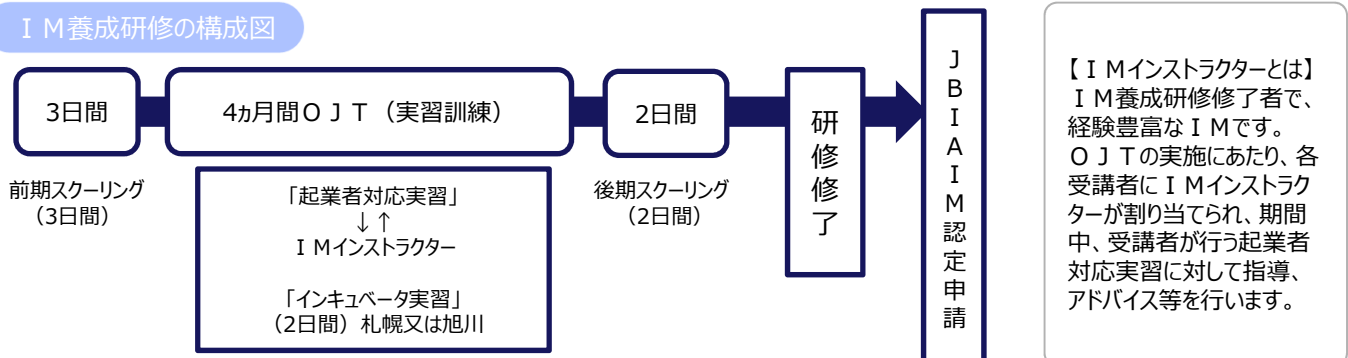 ＩＭ養成研修の構成図
3日間
4ヵ月間ＯＪＴ（実習訓練）
2日間
前期スクーリング
（3日間）
「起業者対応実習」
↓↑
ＩＭインストラクター
「インキュベータ実習」
（2日間）札幌又は旭川
後期スクーリング
（2日間）
研修修了
ＪＢＩＡＩＭ認定申請
【ＩＭインストラクターとは】
ＩＭ養成研修修了者で、
経験豊富なＩＭです。
ＯＪＴの実施にあたり、各
受講者にＩＭインストラク
ターが割り当てられ、期間
中、受講者が行う起業者
対応実習に対して指導、
アドバイス等を行います。